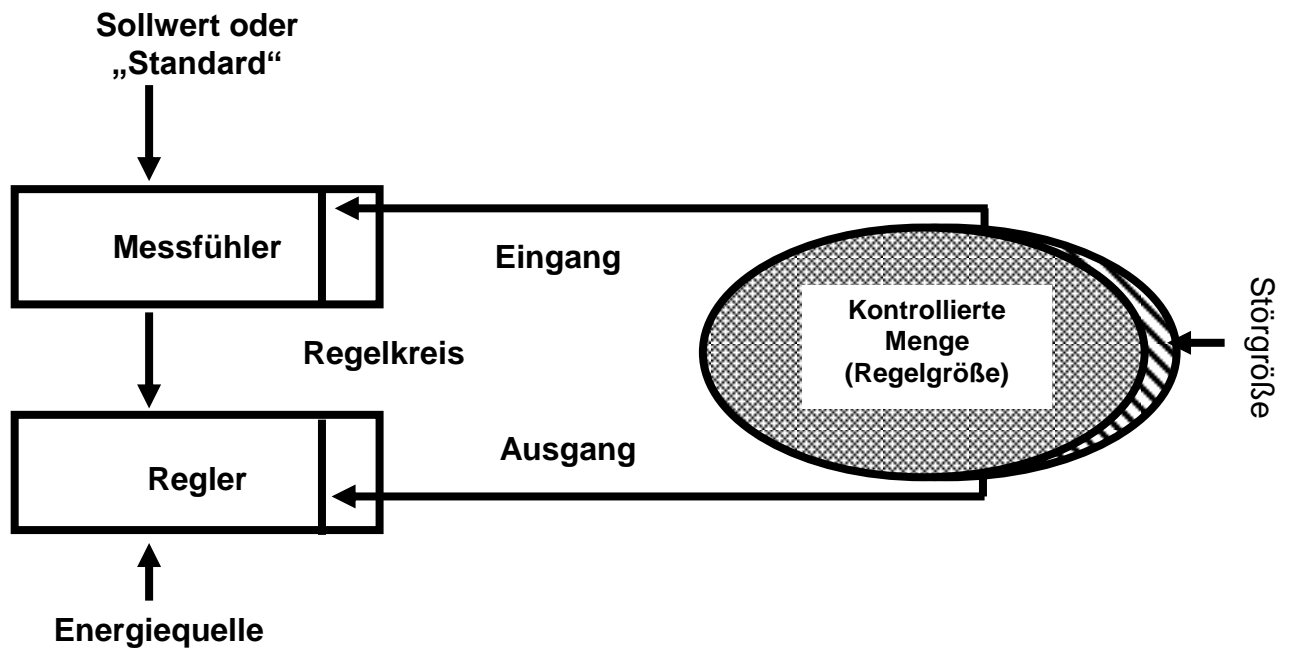 Sollwert oder
„Standard“
Messfühler
Eingang
Kontrollierte
Menge
(Regelgröße)
Störgröße
Regelkreis
Ausgang
Regler
Energiequelle